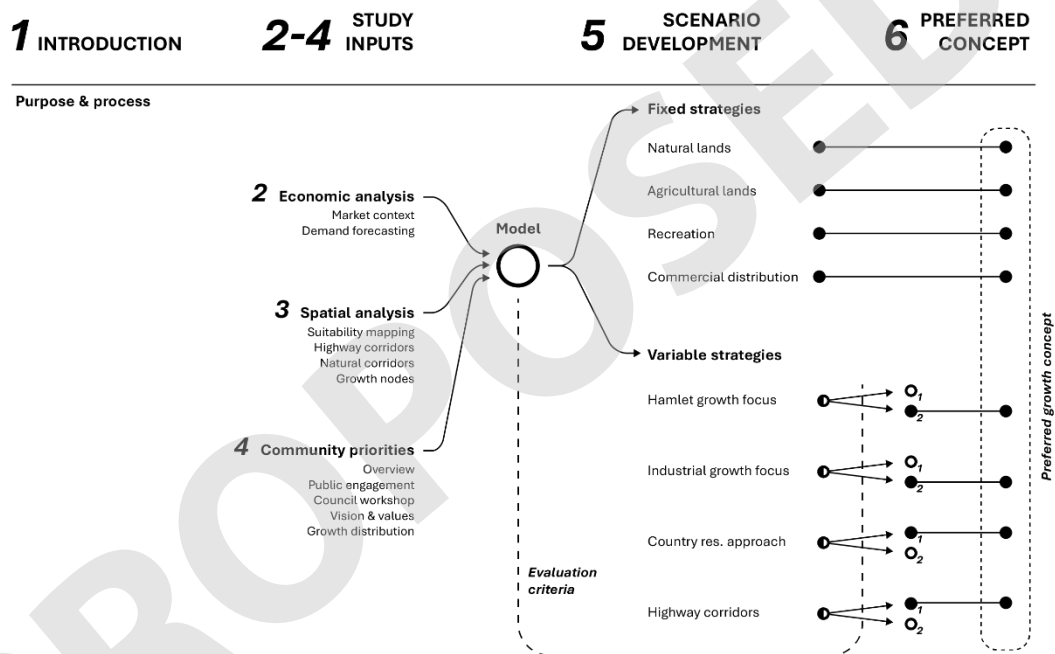 1 INTRODUCTION
2-4 STUDY
INPUTS
5 SCENARIO
DEVELOPMENT
6 PREFERRED
CONCEPT
Purpose & process
2 Economic analysis
Market context
Demand forecasting
3 Spatial analysis
Suitability mapping
Highway corridors
Natural corridors
Growth nodes
4 Community priorities
Overview
Public engagement
Council workshop
Vision & values
Growth distribution
Model
Evaluation
criteria
Fixed strategies
Natural lands
Agricultural lands
Recreation
Commercial distribution
Variable strategies
Hamlet growth focus
1
2
Industrial growth focus
1
2
Country res. approach
1
2
Highway corridors
1
2
Preferred growth concept
PROPOSED